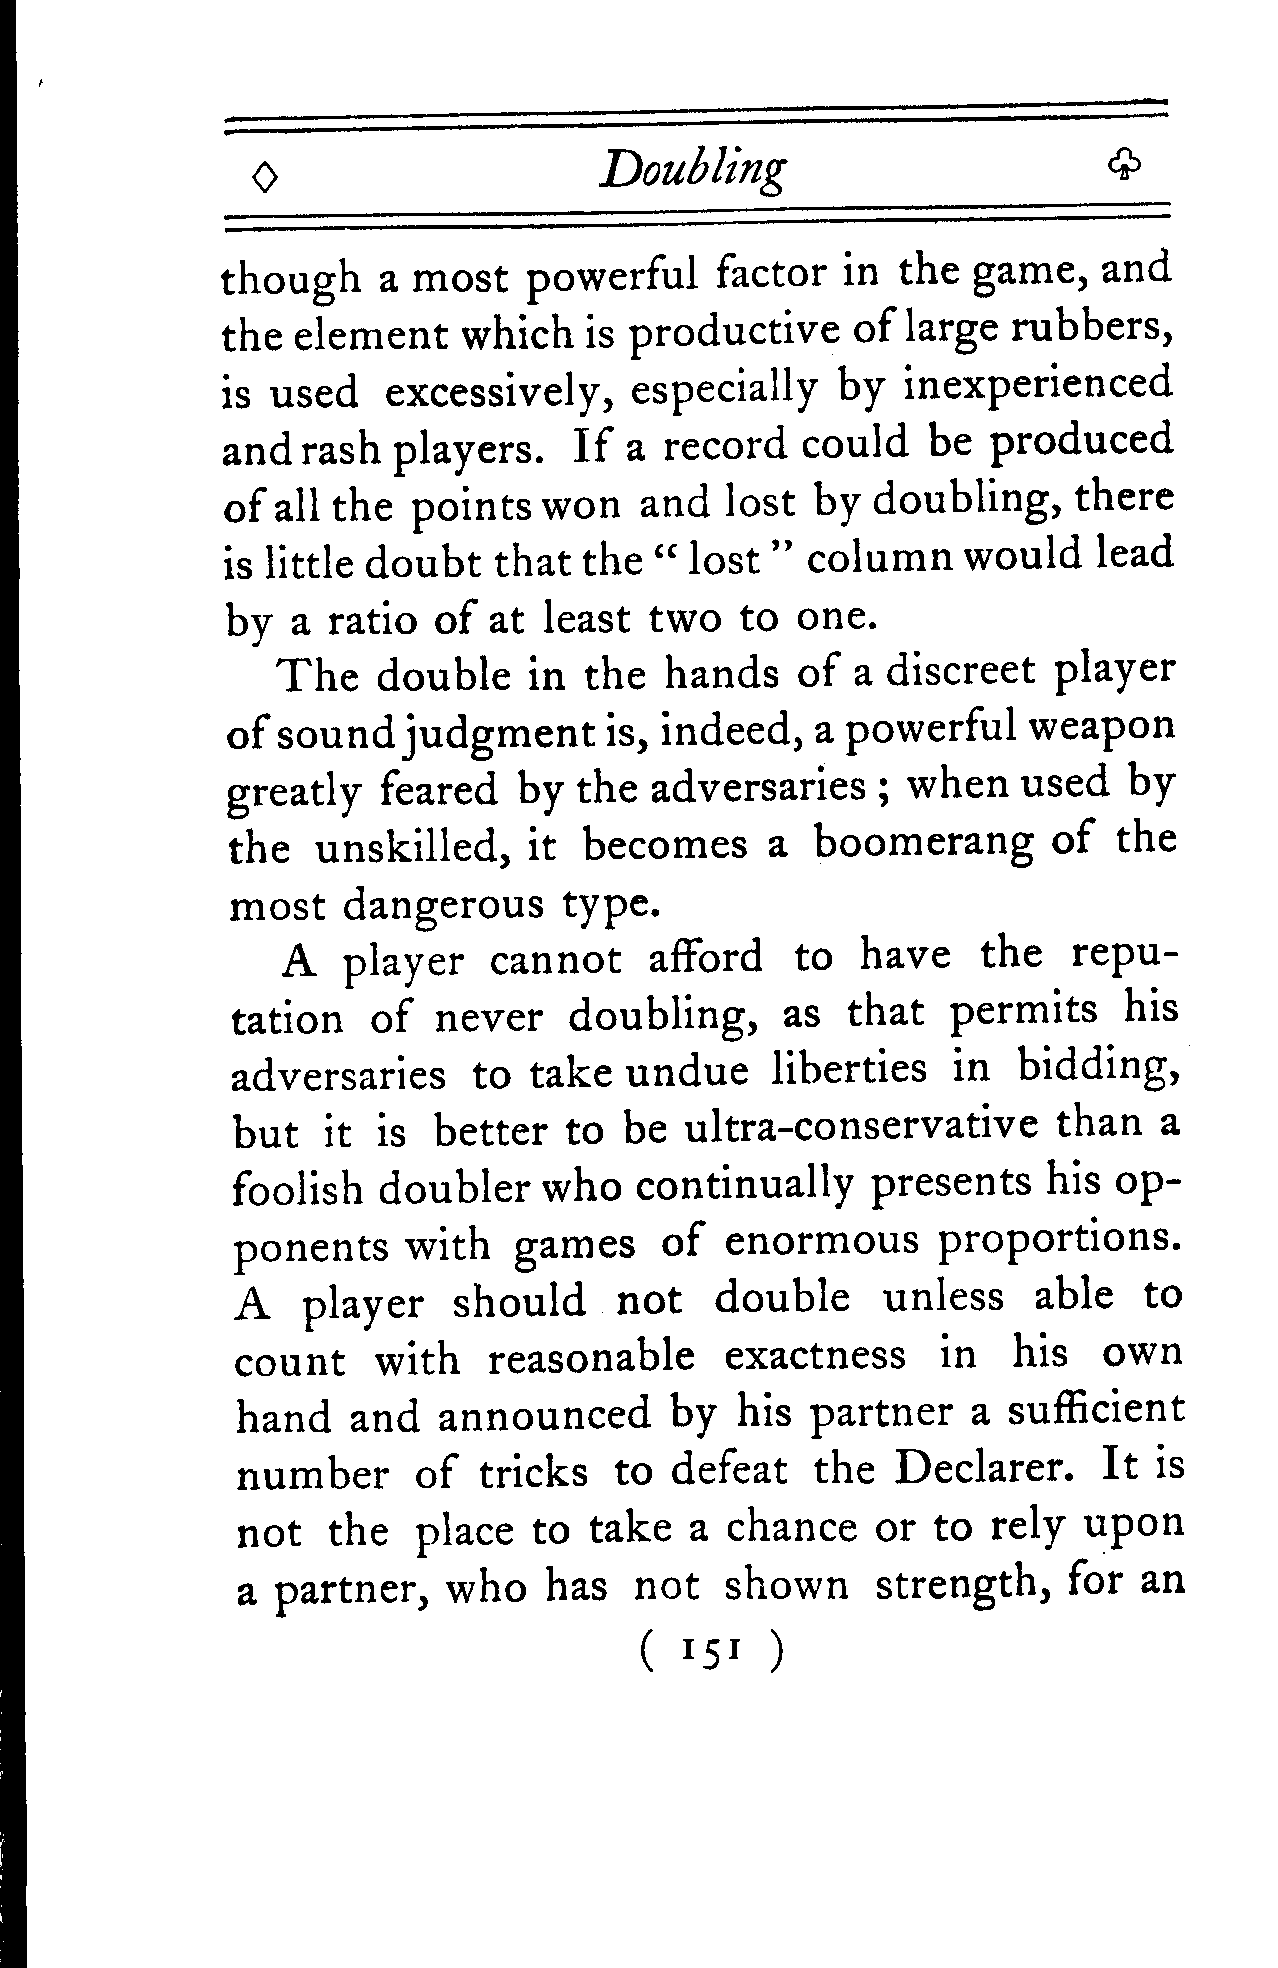 ◇ Doubling ♧
though a most powerful factor in the game, and
the element which is productive of large rubbers,
is used excessively, especially by inexperienced
and rash players. If a record could be produced
of all the points won and lost by doubling, there
is little doubt that the “ lost ” column would lead
by a ratio of at least two to one.
The double in the hands of a discreet player
of sound judgment is, indeed, a powerful weapon
greatly feared by the adversaries ; when used by
the unskilled, it becomes a boomerang of the
most dangerous type.
A player cannot afford to have the repu-
tation of never doubling, as that permits his
adversaries to take undue liberties in bidding,
but it is better to be ultra-conservative than a
foolish doubler who continually presents his op-
ponents with games of enormous proportions.
A player should not double unless able to
count with reasonable exactness in his own
hand and announced by his partner a sufficient
number of tricks to defeat the Declarer. It is
not the place to take a chance or to rely upon
a partner, who has not shown strength, for an
( 151 )